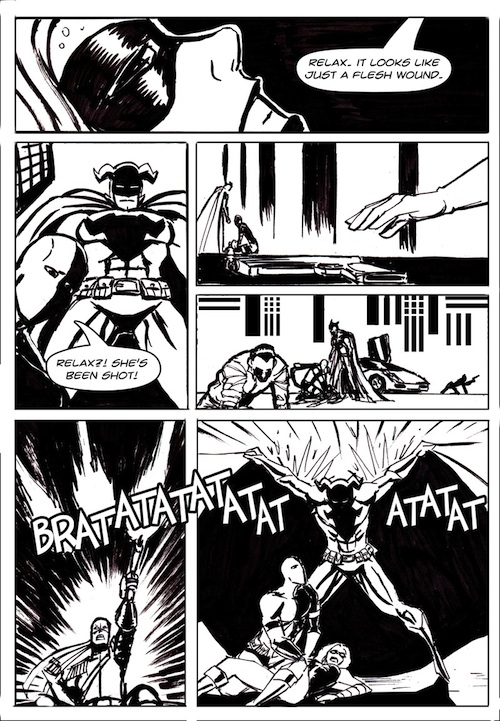 RELAX. IT LOOKS LIKE
JUST A FLESH WOUND.
RELAX?! SHE'S
BEEN SHOT!
BRATATATATATAT
ATATAT